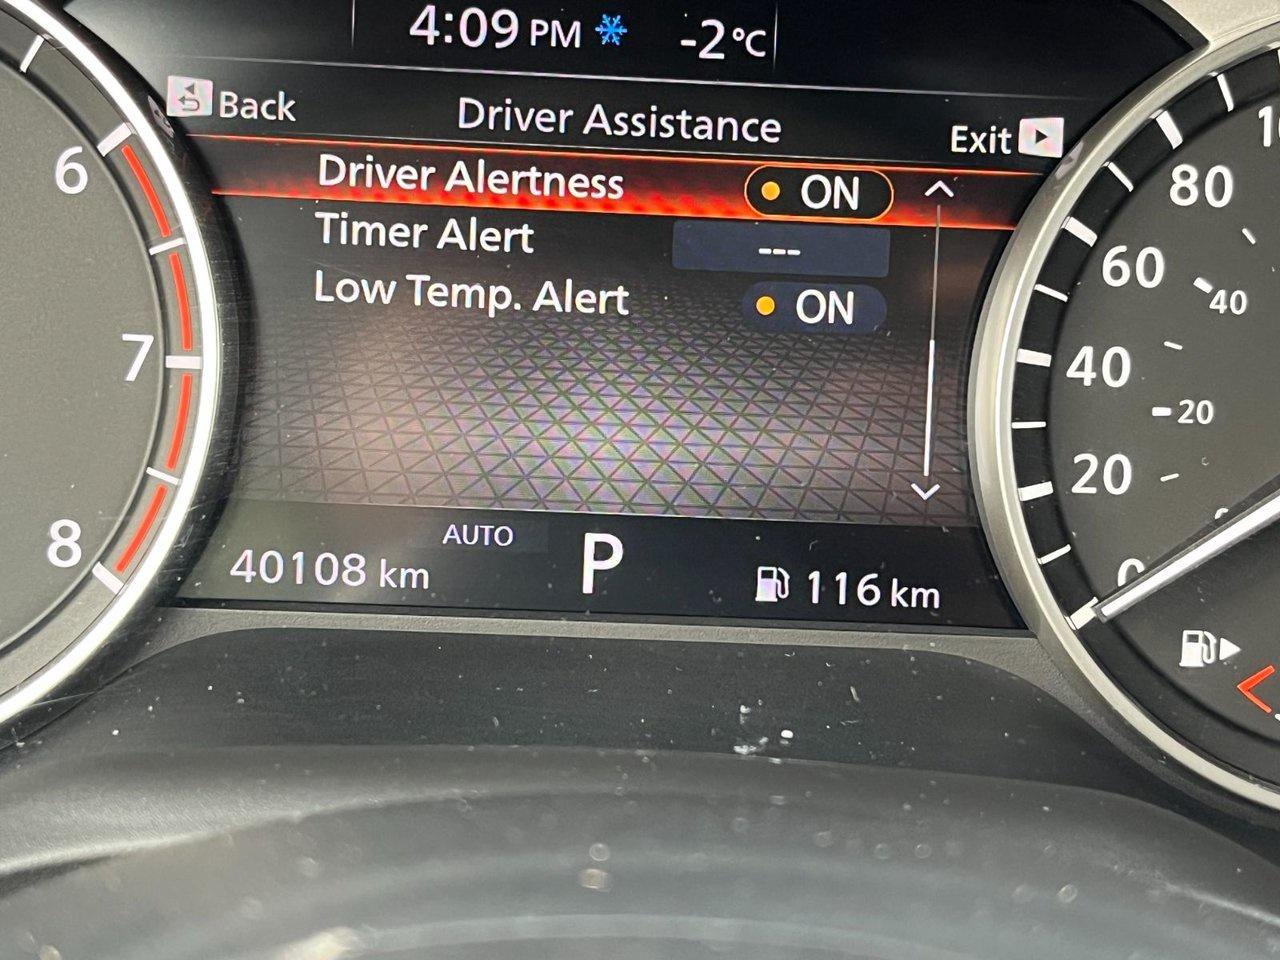 4:09 PM -2°C
Back Driver Assistance Exit
Driver Alertness ON
Timer Alert ---
Low Temp. Alert ON
AUTO
40108 km P 116 km
6
7
8
80
60
40
40
20
20
0